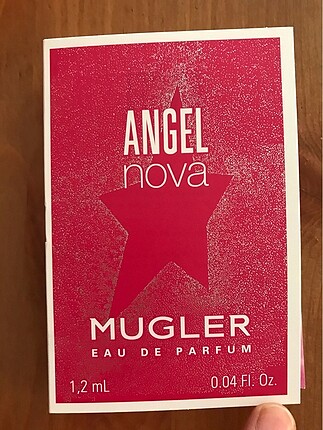 ANGEL
nova
MUGLER
EAU DE PARFUM
1,2 mL 0.04 Fl. Oz.